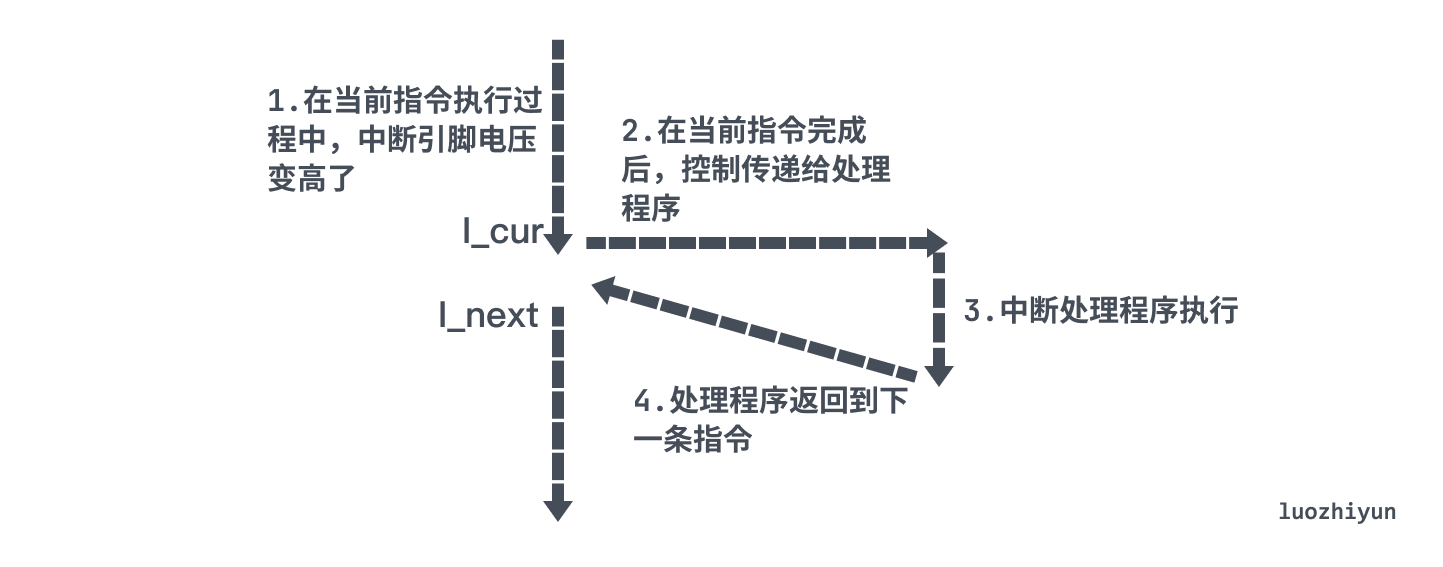 1.在当前指令执行过
程中，中断引脚电压
变高了
2.在当前指令完成
后，控制传递给处理
程序
I_cur
I_next
3.中断处理程序执行
4.处理程序返回到下
一条指令
luozhiyun